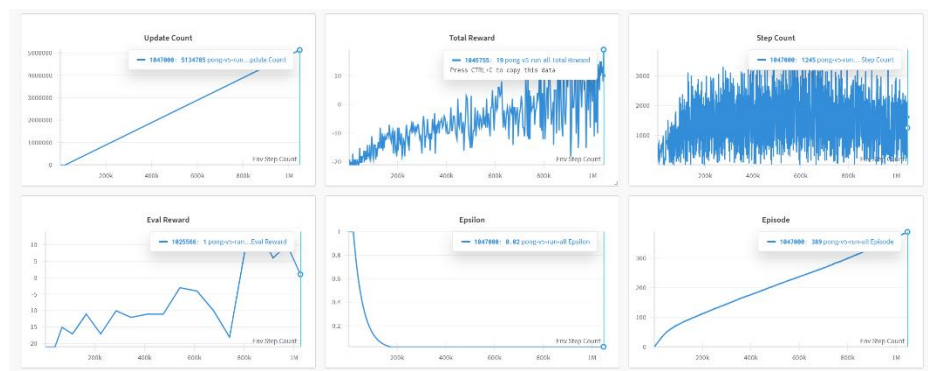 Update Count
1047000: 5134785 pong-v5-run...pdate Count
5000000
4000000
3000000
2000000
1000000
0
Env Step Count
200k 400k 600k 800k 1M
Total Reward
1045755: 19 pong v5 run all Total Reward
Press CTRL+C to copy this data
10
0
-10
-20
Env Step Count
200k 400k 600k 800k 1M
Step Count
1047000: 1245 pong-v5-run... Step Count
3000
2000
1000
Env Step Count
200k 400k 600k 800k 1M
Eval Reward
1025566: 1 pong-v5-run...Eval Reward
10
5
0
-5
10
15
20
Env Step Count
200k 400k 600k 800k 1M
Epsilon
1047000: 0.02 pong-v5-run-all Epsilon
1
0.8
0.6
0.4
0.2
Env Step Count
200k 400k 600k 800k 1M
Episode
1047000: 389 pong-v5-run-all Episode
300
200
100
0
Env Step Count
200k 400k 600k 800k 1M